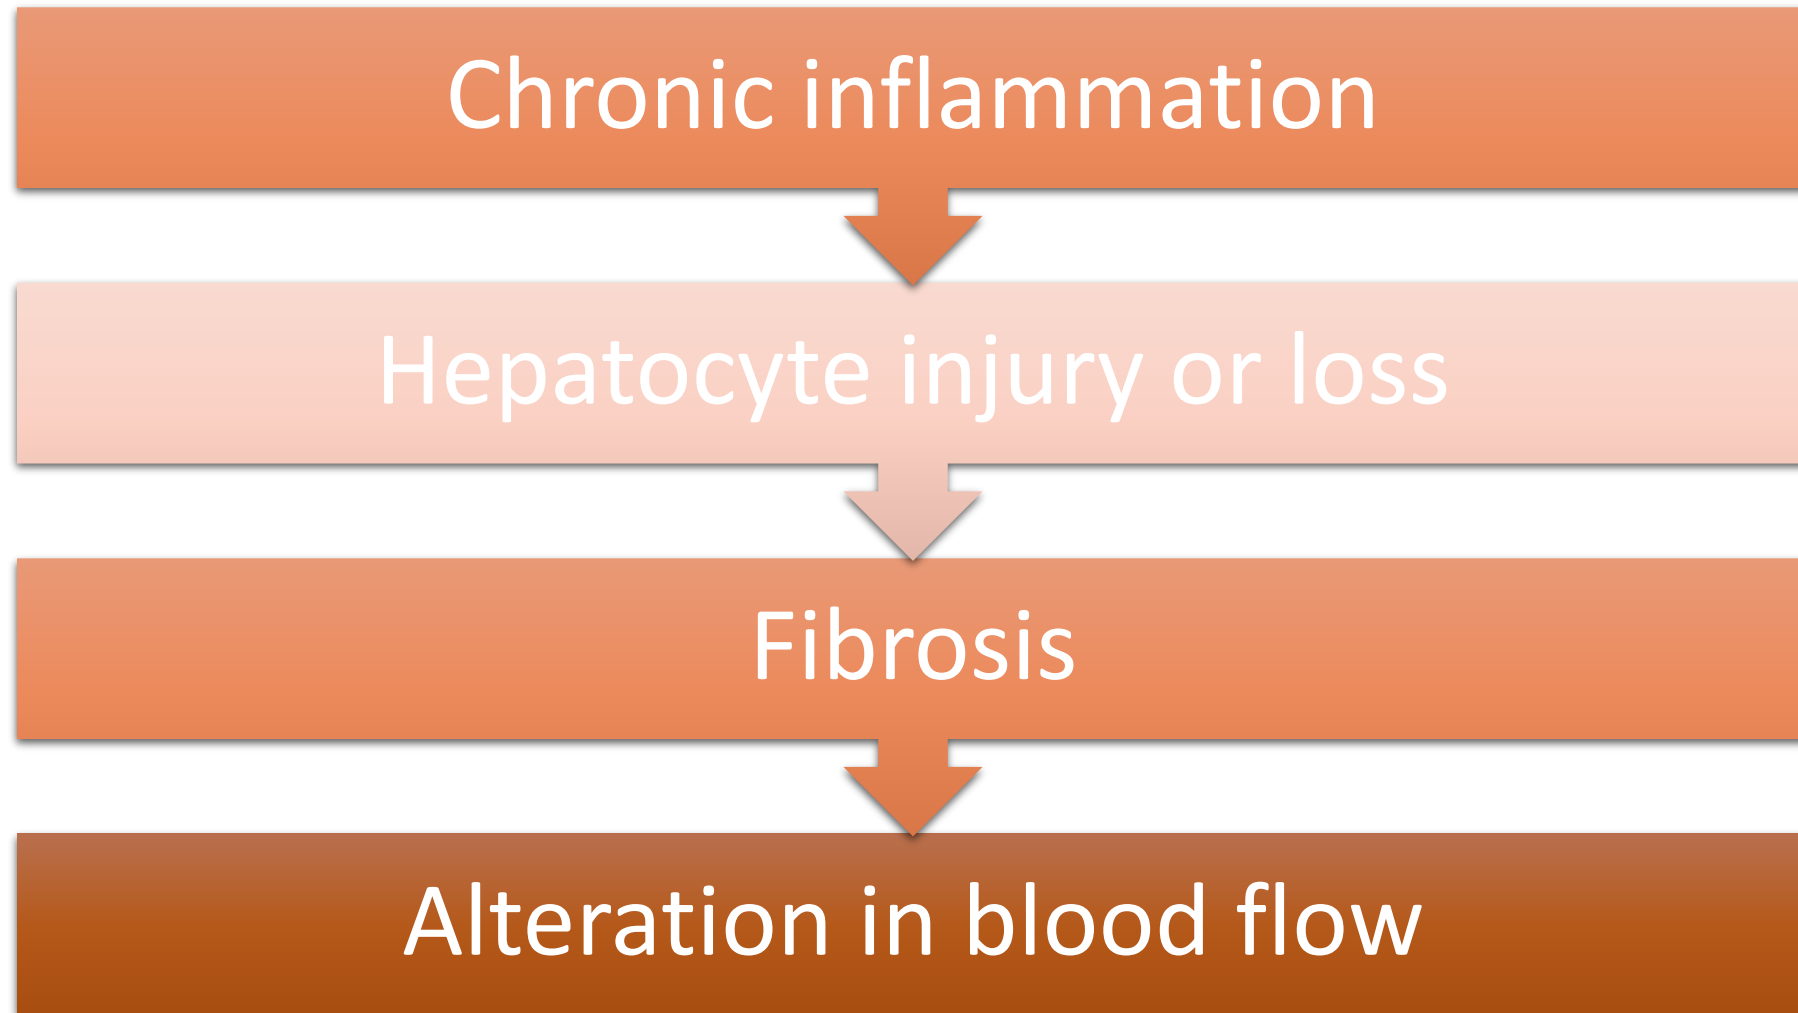 Chronic inflammation
Hepatocyte injury or loss
Fibrosis
Alteration in blood flow